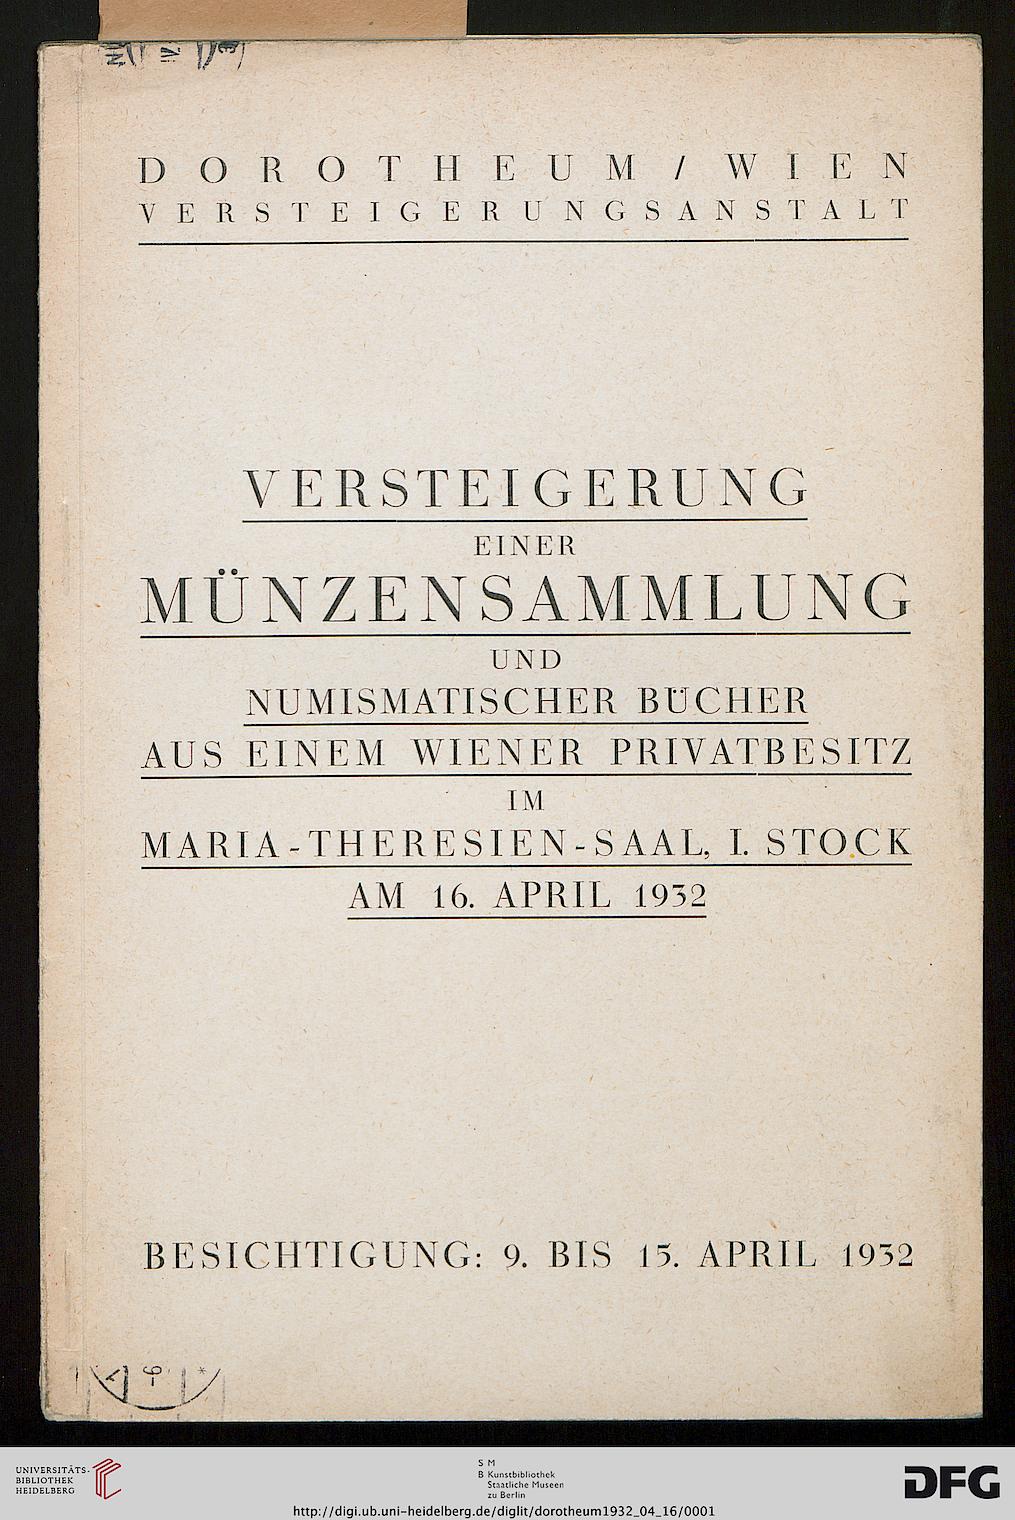 DOROTHEUM / WIEN
VERSTEIGERUNGSANSTALT
VERSTEIGERUNG
EINER
MÜNZENSAMMLUNG
UND
NUMISMATISCHER BÜCHER
AUS EINEM WIENER PRIVATBESITZ
IM
MARIA-THERESIEN-SAAL, I. STOCK
AM 16. APRIL 1932
BESICHTIGUNG: 9. BIS 15. APRIL 1932
UNIVERSITÄTS-
BIBLIOTHEK
HEIDELBERG
S M
B Kunstbibliothek
Staatliche Museen
zu Berlin
DFG
http://digi.ub.uni-heidelberg.de/diglit/dorotheum1932_04_16/0001